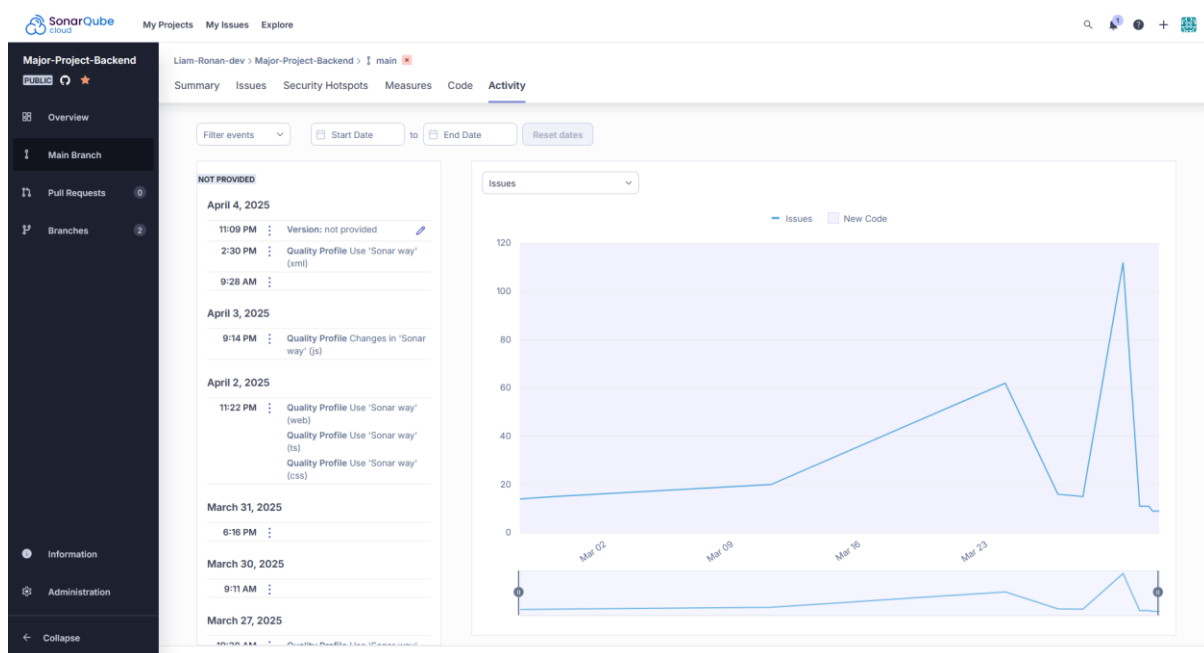 SonarQube
cloud
My Projects My Issues Explore
1
Major-Project-Backend
PUBLIC
Overview
Main Branch
Pull Requests 0
Branches 2
Information
Administration
Collapse
Liam-Ronan-dev > Major-Project-Backend > main
Summary Issues Security Hotspots Measures Code Activity
Filter events Start Date to End Date Reset dates
NOT PROVIDED
April 4, 2025
11:09 PM Version: not provided
2:30 PM Quality Profile Use 'Sonar way'
(xml)
9:28 AM
April 3, 2025
9:14 PM Quality Profile Changes in 'Sonar
way' (js)
April 2, 2025
11:22 PM Quality Profile Use 'Sonar way'
(web)
Quality Profile Use 'Sonar way'
(ts)
Quality Profile Use 'Sonar way'
(css)
March 31, 2025
6:16 PM
March 30, 2025
9:11 AM
March 27, 2025
Issues
Issues New Code
120
100
80
60
40
20
0
Mar 02 Mar 09 Mar 16 Mar 23